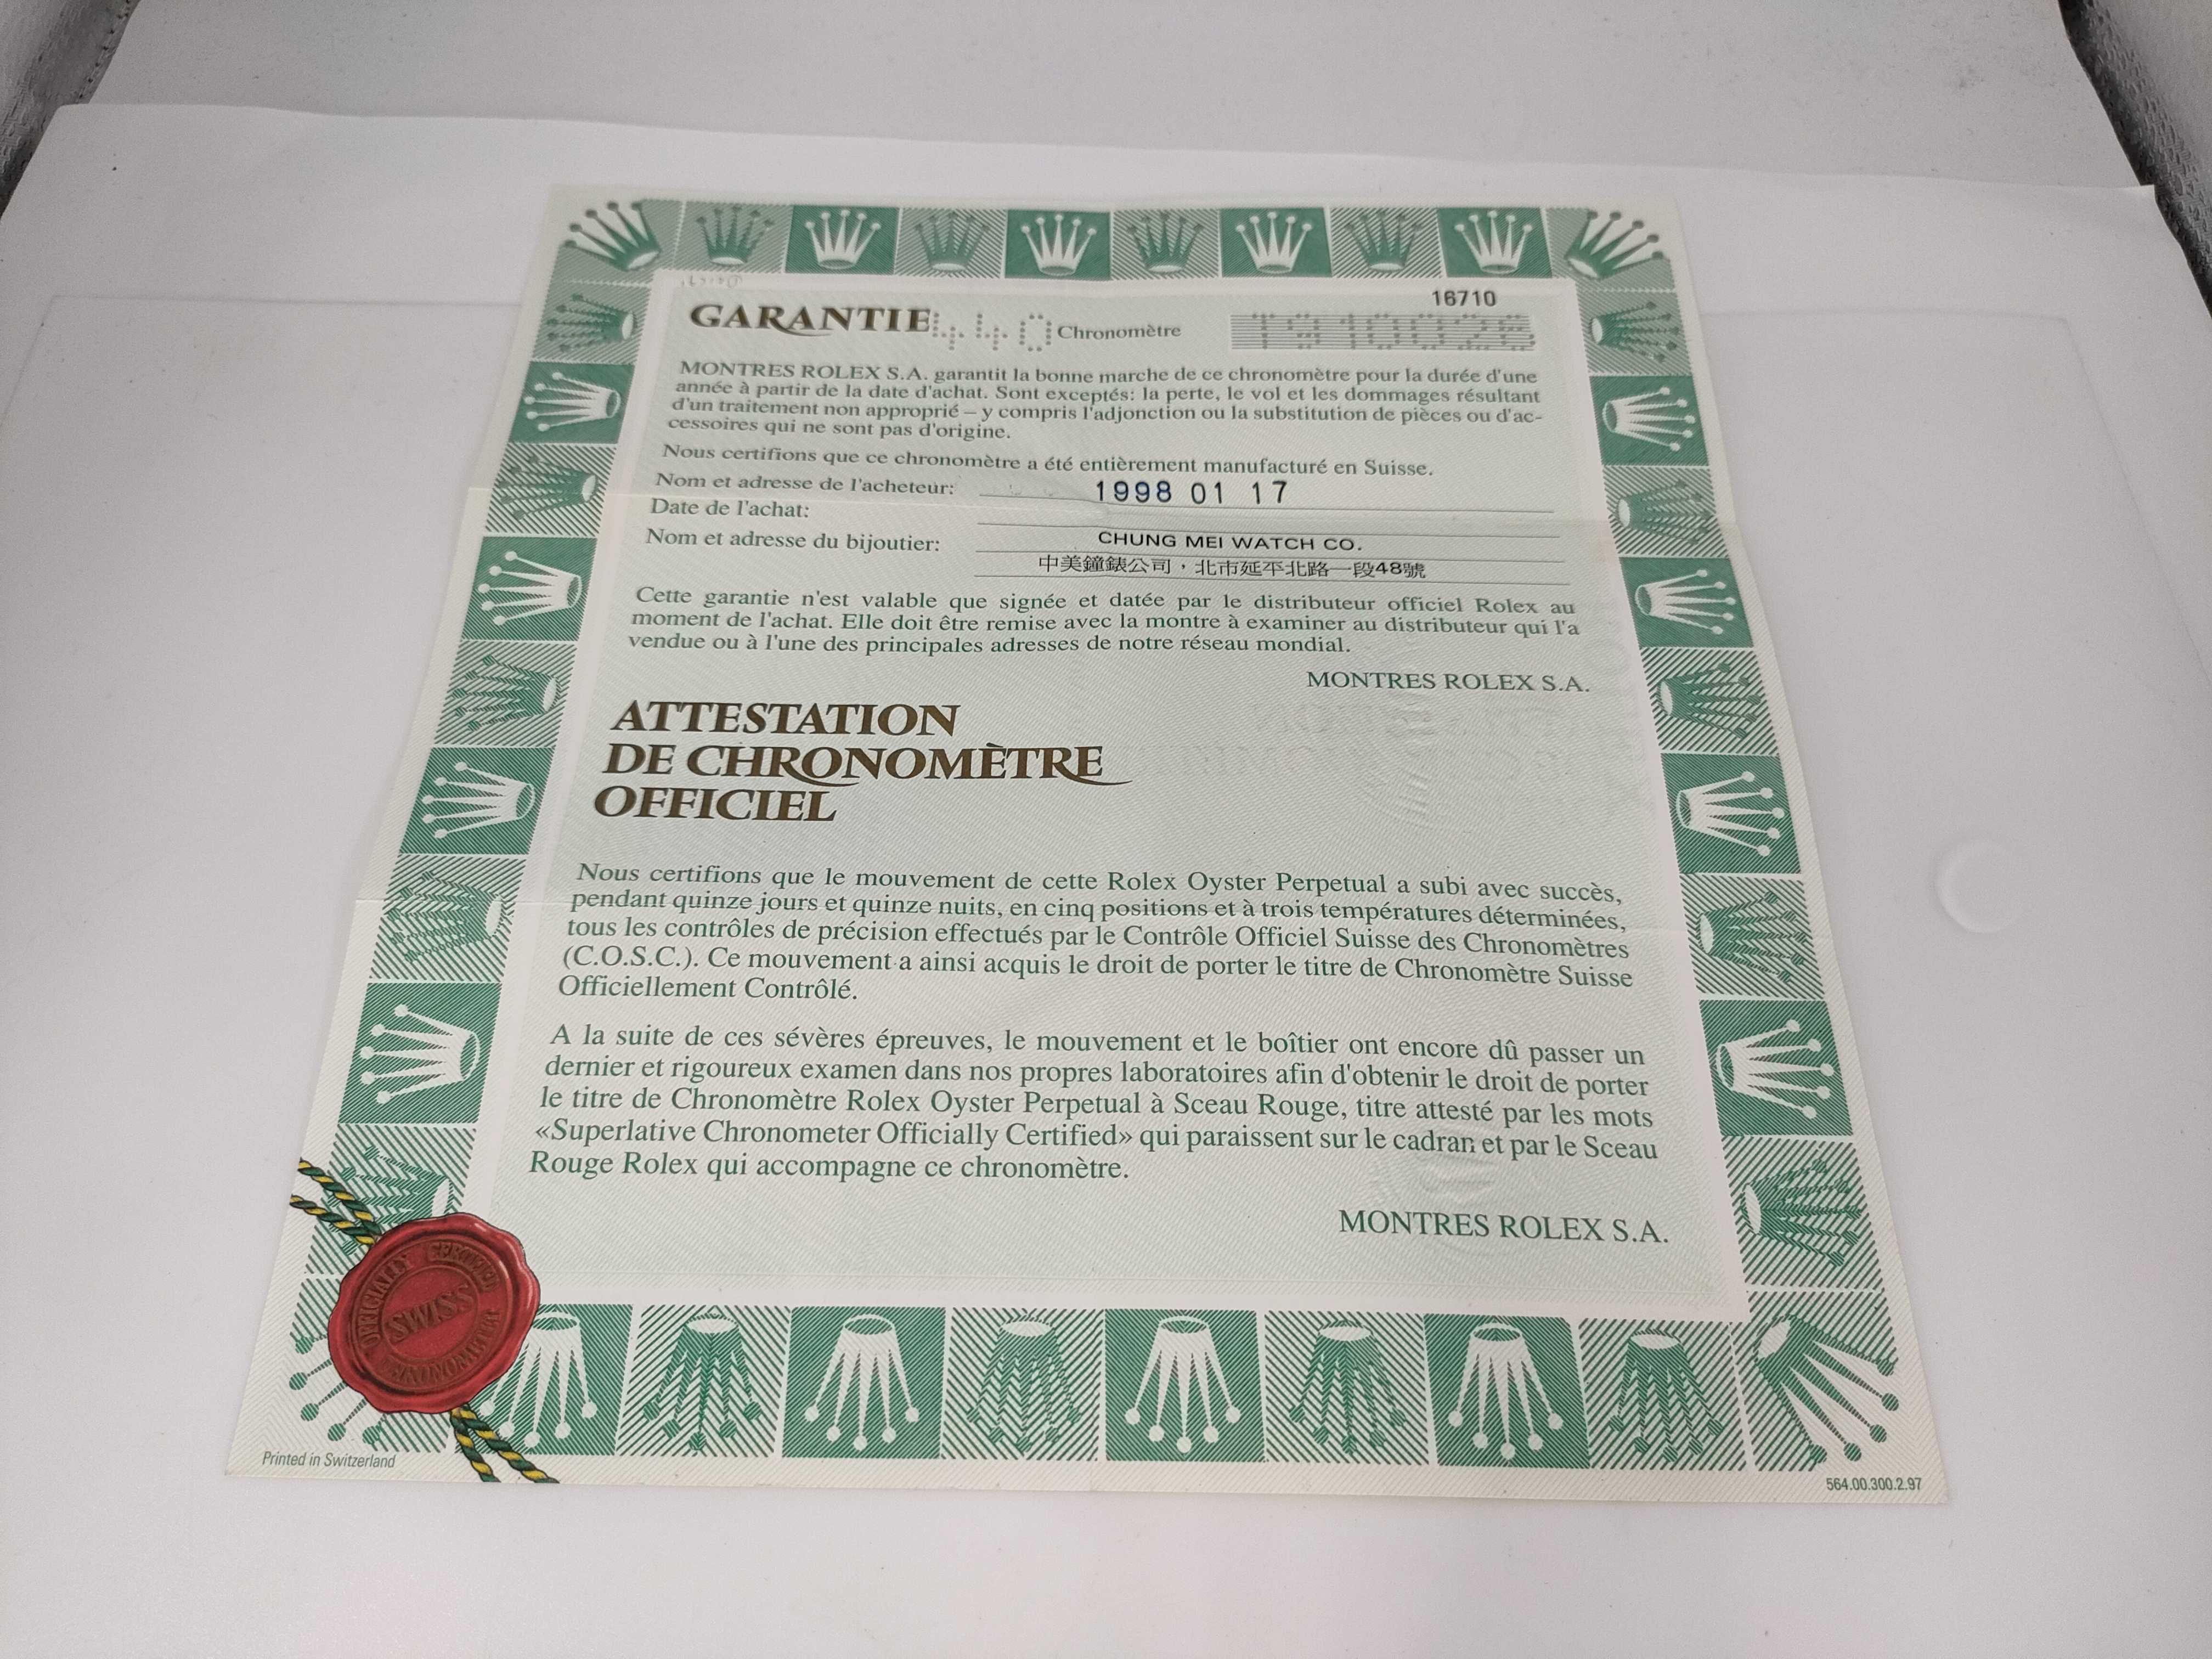 16710
GARANTIE 440 Chronomètre T910026
MONTRES ROLEX S.A. garantit la bonne marche de ce chronomètre pour la durée d'une
année à partir de la date d'achat. Sont exceptés: la perte, le vol et les dommages résultant
d'un traitement non approprié – y compris l'adjonction ou la substitution de pièces ou d'ac-
cessoires qui ne sont pas d'origine.
Nous certifions que ce chronomètre a été entièrement manufacturé en Suisse.
Nom et adresse de l'acheteur: 1998 01 17
Date de l'achat:
Nom et adresse du bijoutier: CHUNG MEI WATCH CO.
中美鐘錶公司，北市延平北路一段48號
Cette garantie n'est valable que signée et datée par le distributeur officiel Rolex au
moment de l'achat. Elle doit être remise avec la montre à examiner au distributeur qui l'a
vendue ou à l'une des principales adresses de notre réseau mondial.
MONTRES ROLEX S.A.
ATTESTATION
DE CHRONOMÈTRE
OFFICIEL
Nous certifions que le mouvement de cette Rolex Oyster Perpetual a subi avec succès,
pendant quinze jours et quinze nuits, en cinq positions et à trois températures déterminées,
tous les contrôles de précision effectués par le Contrôle Officiel Suisse des Chronomètres
(C.O.S.C.). Ce mouvement a ainsi acquis le droit de porter le titre de Chronomètre Suisse
Officiellement Contrôlé.
A la suite de ces sévères épreuves, le mouvement et le boîtier ont encore dû passer un
dernier et rigoureux examen dans nos propres laboratoires afin d'obtenir le droit de porter
le titre de Chronomètre Rolex Oyster Perpetual à Sceau Rouge, titre attesté par les mots
«Superlative Chronometer Officially Certified» qui paraissent sur le cadran et par le Sceau
Rouge Rolex qui accompagne ce chronomètre.
MONTRES ROLEX S.A.
OFFICIALLY CERTIFIED
SWISS
CHRONOMETER
Printed in Switzerland
564.00.300.2.97